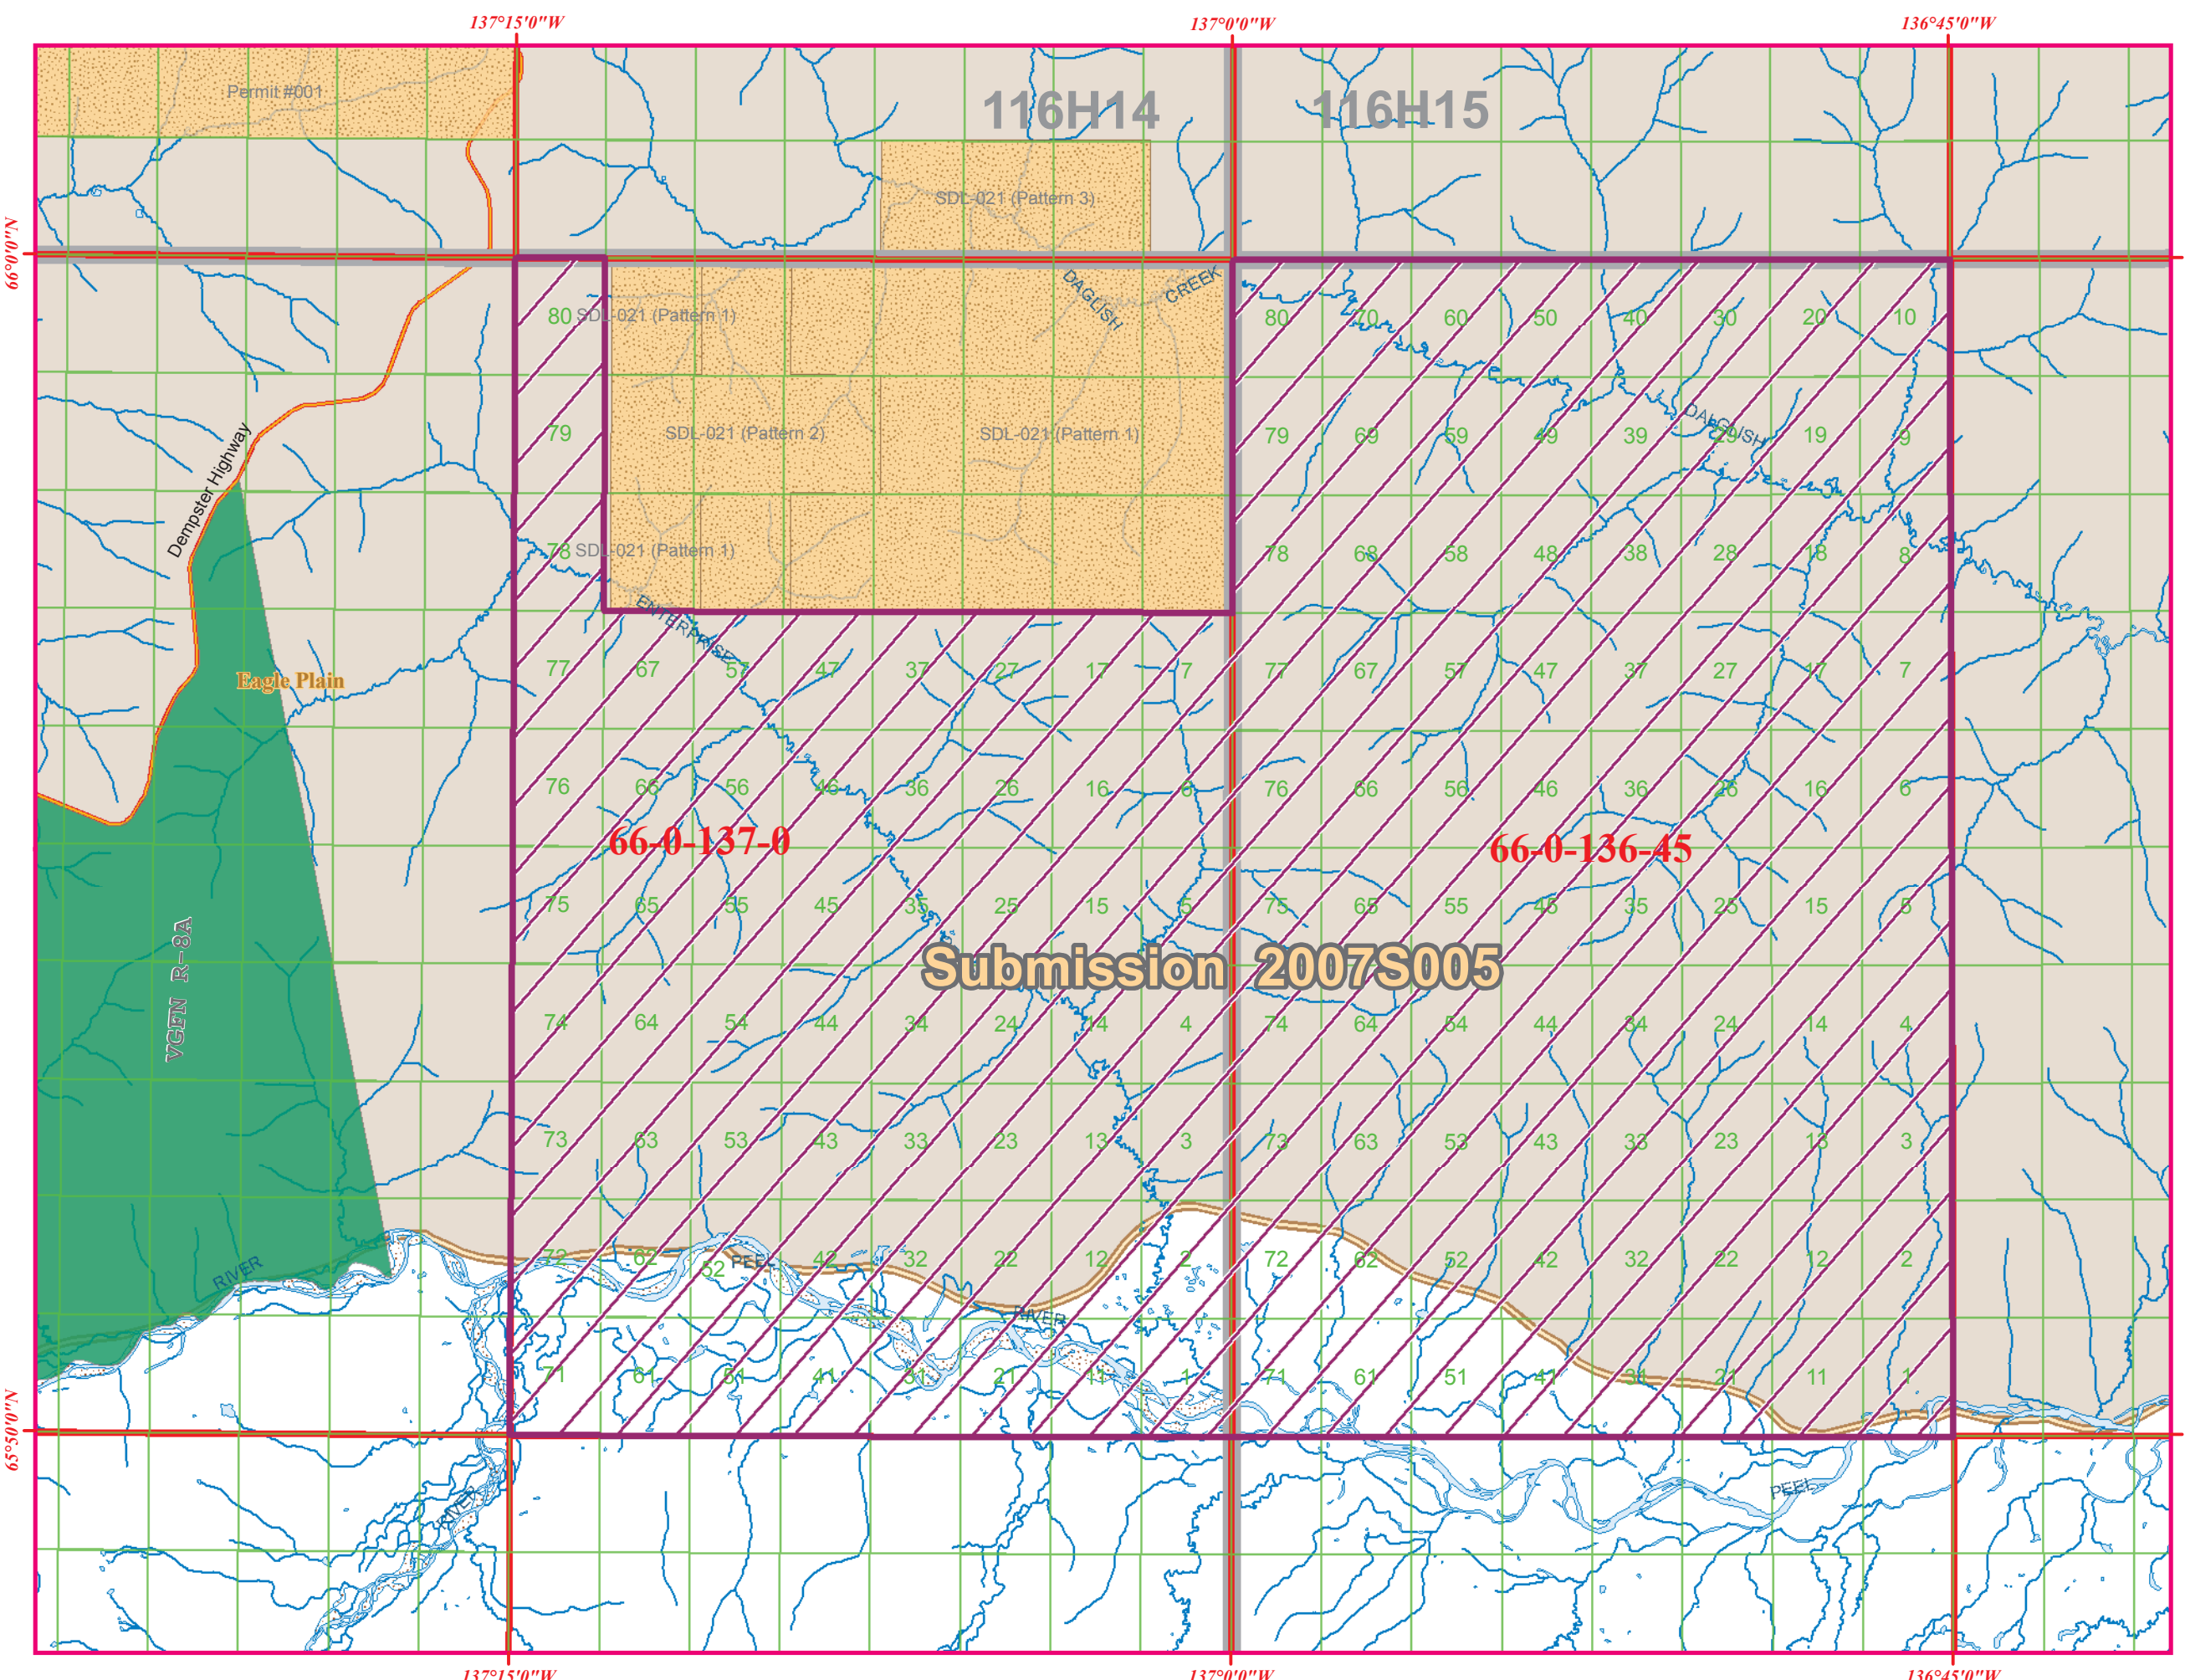 137°15'0"W 137°0'0"W 136°45'0"W
Permit #001
116H14 116H15
SDL-021 (Pattern 3)
66°0'0"N
DAGLISH CREEK
80 SDL-021 (Pattern 1) 80 70 60 50 40 30 20 10
DALGLISH
Dempster Highway
79 SDL-021 (Pattern 2) SDL-021 (Pattern 1) 79 69 59 49 39 29 19 9
78 SDL-021 (Pattern 1) 78 68 58 48 38 28 18 8
ENTERPRISE
77 67 57 47 37 27 17 7 77 67 57 47 37 27 17 7
Eagle Plain
76 66 56 46 36 26 16 6 76 66 56 46 36 26 16 6
66-0-137-0 66-0-136-45
75 65 55 45 35 25 15 5 75 65 55 45 35 25 15 5
VGFN R-8A
Submission 2007S005
74 64 54 44 34 24 14 4 74 64 54 44 34 24 14 4
73 63 53 43 33 23 13 3 73 63 53 43 33 23 13 3
72 62 52 PEEL 42 32 22 12 2 72 62 52 42 32 22 12 2
RIVER
RIVER
71 61 51 41 31 21 11 1 71 61 51 41 31 21 11 1
65°50'0"N
RIVER
PEEL
137°15'0"W 137°0'0"W 136°45'0"W